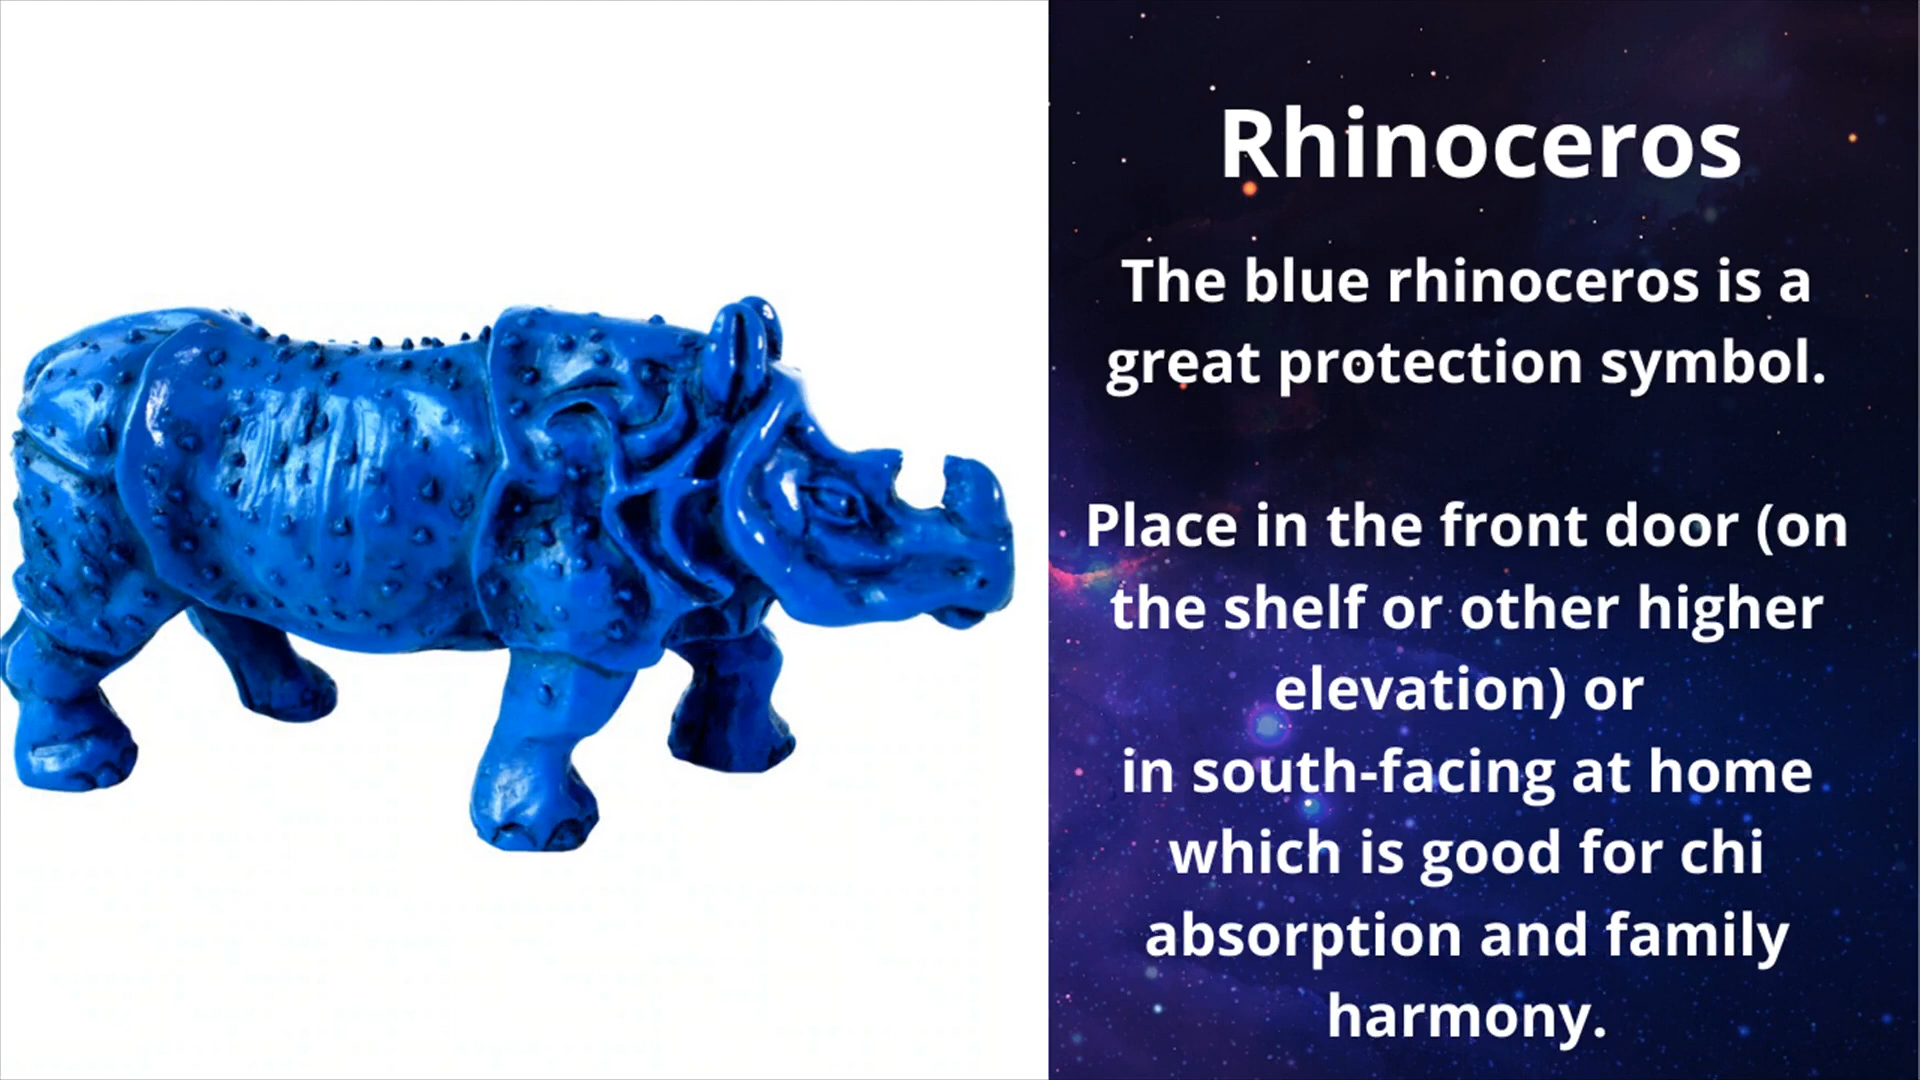 Rhinoceros
The blue rhinoceros is a
great protection symbol.
Place in the front door (on
the shelf or other higher
elevation) or
in south-facing at home
which is good for chi
absorption and family
harmony.